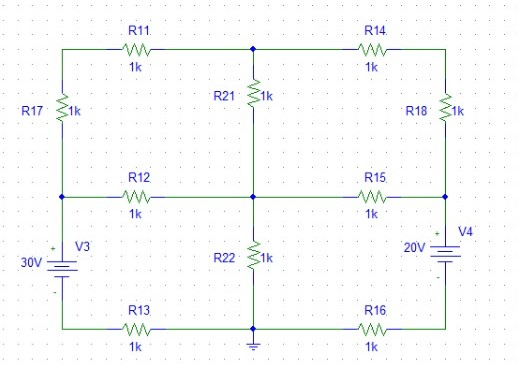 R11 R14
1k 1k
R21 1k
R17 1k R18 1k
R12 R15
1k 1k
+ V3 + V4
30V R22 1k 20V
- -
R13 R16
1k 1k